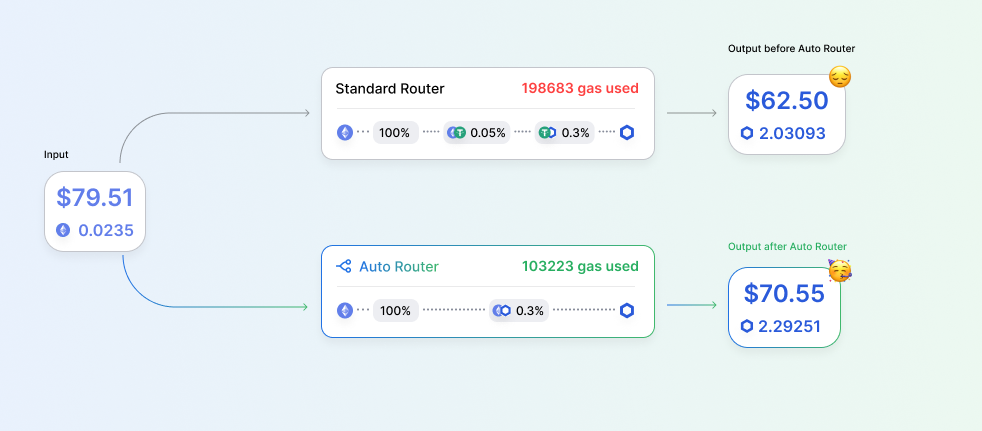 Input
$79.51
0.0235
Standard Router 198683 gas used
100% 0.05% 0.3%
Output before Auto Router
$62.50
2.03093
Auto Router 103223 gas used
100% 0.3%
Output after Auto Router
$70.55
2.29251